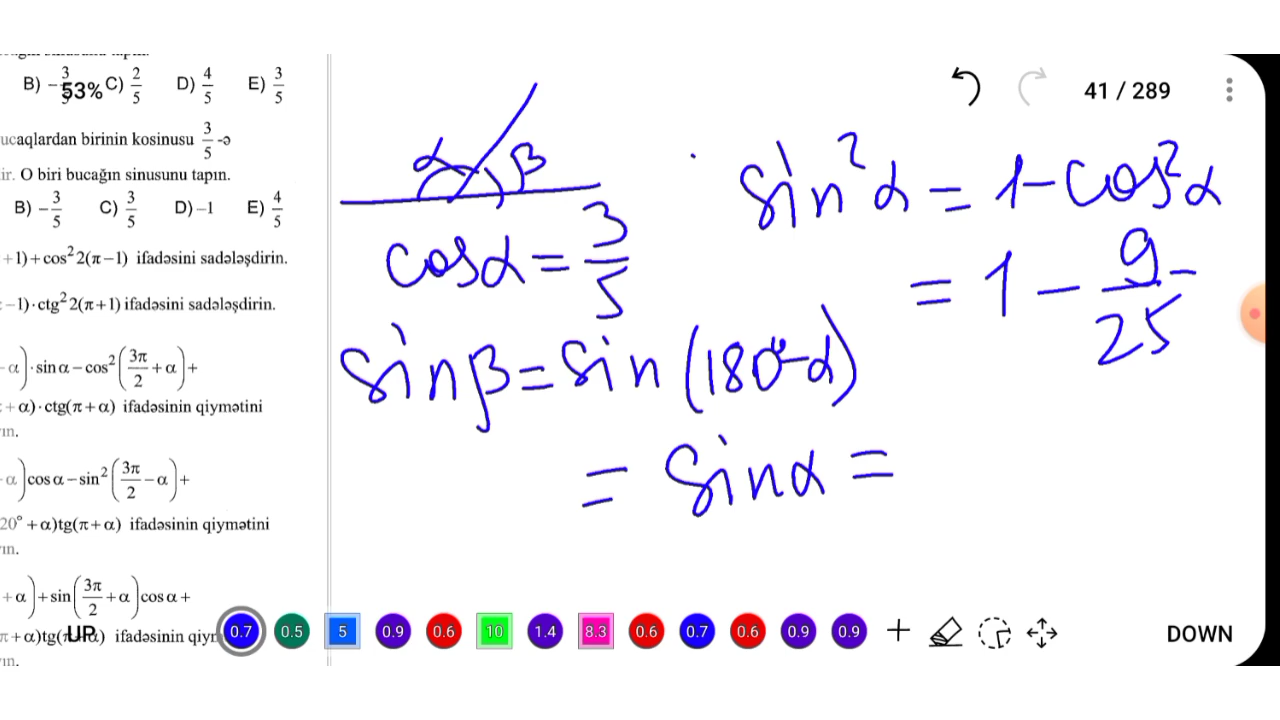 B) -3/5 C) 2/5 D) 4/5 E) 3/5
53%
ucaqlardan birinin kosinusu 3/5 -ə
ir. O biri bucağın sinusunu tapın.
B) -3/5 C) 3/5 D) -1 E) 4/5
+1)+cos² 2(π-1) ifadəsini sadələşdirin.
-1)·ctg² 2(π+1) ifadəsini sadələşdirin.
-α)·sin α - cos²(3π/2 + α) +
+α)·ctg(π+α) ifadəsinin qiymətini
ın.
-α)cos α - sin²(3π/2 - α) +
20° +α)tg(π+α) ifadəsinin qiymətini
ın.
+α)+sin(3π/2 + α)cos α +
π+α)tg( ) ifadəsinin qiy
ın.
UP
α β
cosα = 3/5
sinβ = sin(180°-α)
= sinα =
41 / 289
sin²α = 1-cos²α
= 1 - 9/25 -
0.7 0.5 5 0.9 0.6 10 1.4 8.3 0.6 0.7 0.6 0.9 0.9 +
DOWN